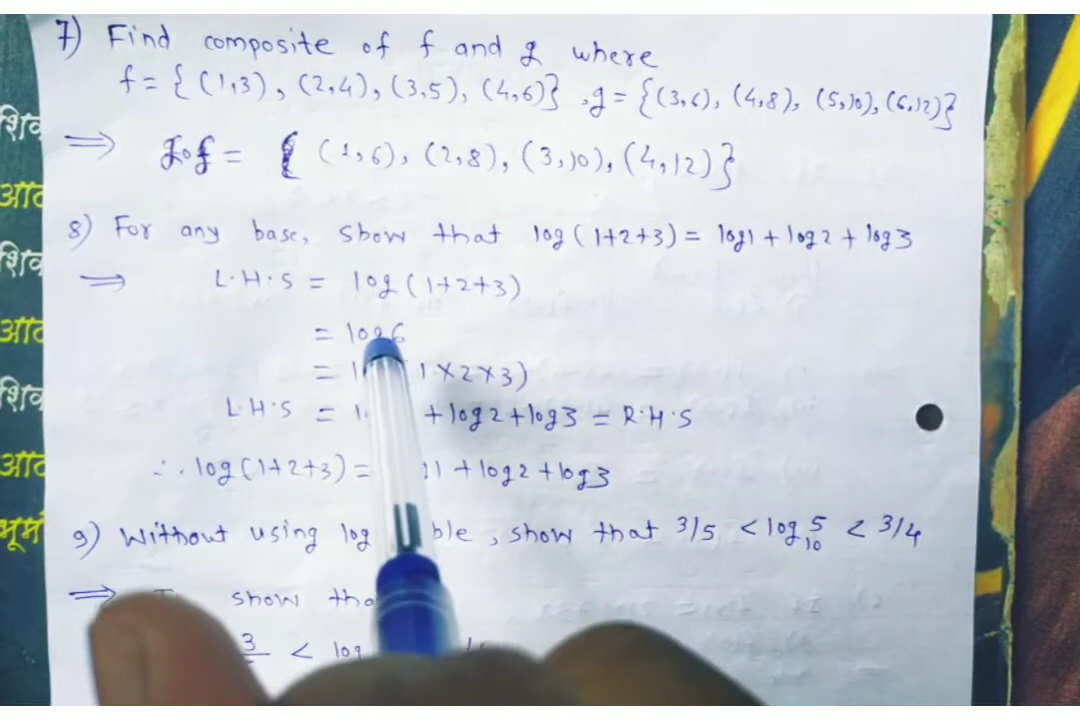 7) Find composite of f and g where
f = { (1,3), (2,4), (3,5), (4,6)} , g = {(3,6), (4,8), (5,10), (6,12)}
⇒ gof = { (1,6), (2,8), (3,10), (4,12)}
8) For any base, show that log (1+2+3) = log1 + log2 + log3
⇒ L.H.S = log (1+2+3)
= log6
= 1×2×3)
L.H.S = + log2 + log3 = R.H.S
∴ log (1+2+3) = + log2 + log3
9) Without using log , show that 3/5 < log₁₀5 < 3/4
⇒ show
3 < log
शिव
आठ
शिव
आठ
शिव
आठ